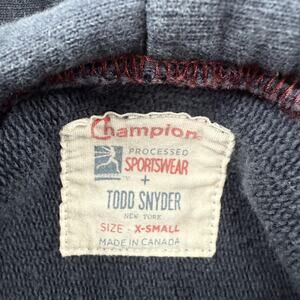 Champion
PROCESSED
SPORTSWEAR
+
TODD SNYDER
NEW YORK
SIZE - X-SMALL
MADE IN CANADA